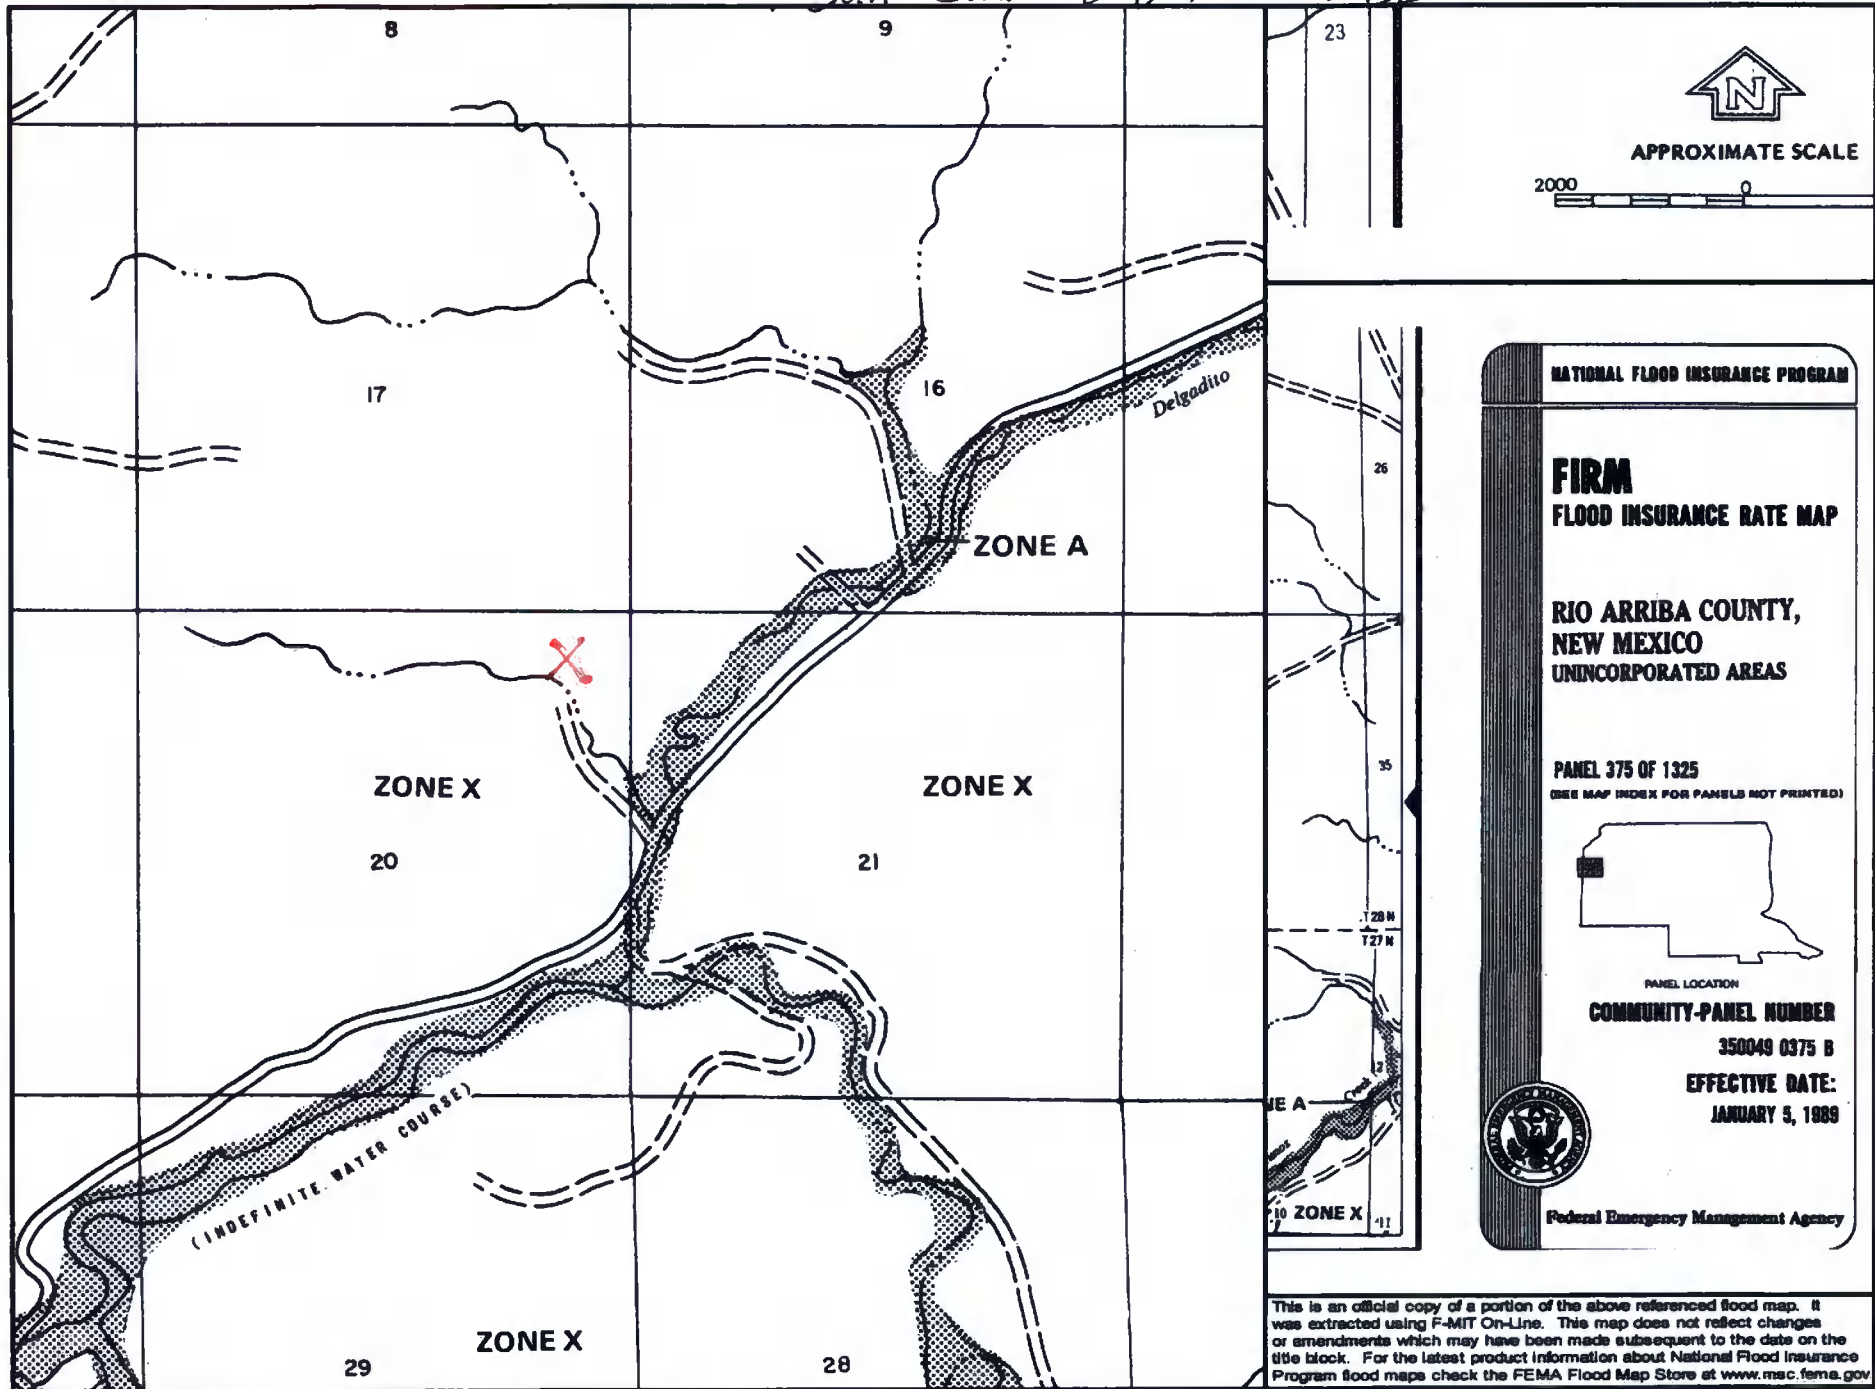 8
9
17
16
Delgadito
ZONE A
ZONE X
ZONE X
20
21
(INDEFINITE WATER COURSE)
ZONE X
29
28
23
26
35
T 28 N
T 27 N
12
NE A
10
ZONE X
11
N
APPROXIMATE SCALE
2000 0
NATIONAL FLOOD INSURANCE PROGRAM
FIRM
FLOOD INSURANCE RATE MAP
RIO ARRIBA COUNTY,
NEW MEXICO
UNINCORPORATED AREAS
PANEL 375 OF 1325
(SEE MAP INDEX FOR PANELS NOT PRINTED)
PANEL LOCATION
COMMUNITY-PANEL NUMBER
350049 0375 B
EFFECTIVE DATE:
JANUARY 5, 1989
Federal Emergency Management Agency
This is an official copy of a portion of the above referenced flood map. It
was extracted using F-MIT On-Line. This map does not reflect changes
or amendments which may have been made subsequent to the date on the
title block. For the latest product information about National Flood Insurance
Program flood maps check the FEMA Flood Map Store at www.msc.fema.gov